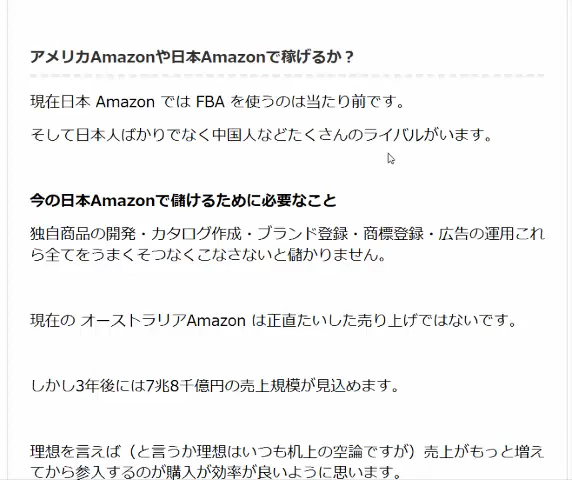 アメリカAmazonや日本Amazonで稼げるか？
現在日本 Amazon では FBA を使うのは当たり前です。
そして日本人ばかりでなく中国人などたくさんのライバルがいます。
今の日本Amazonで儲けるために必要なこと
独自商品の開発・カタログ作成・ブランド登録・商標登録・広告の運用これ
ら全てをうまくそつなくこなさないと儲かりません。
現在の オーストラリアAmazon は正直たいした売り上げではないです。
しかし3年後には7兆8千億円の売上規模が見込めます。
理想を言えば（と言うか理想はいつも机上の空論ですが）売上がもっと増え
てから参入するのが購入が効率が良いように思います。